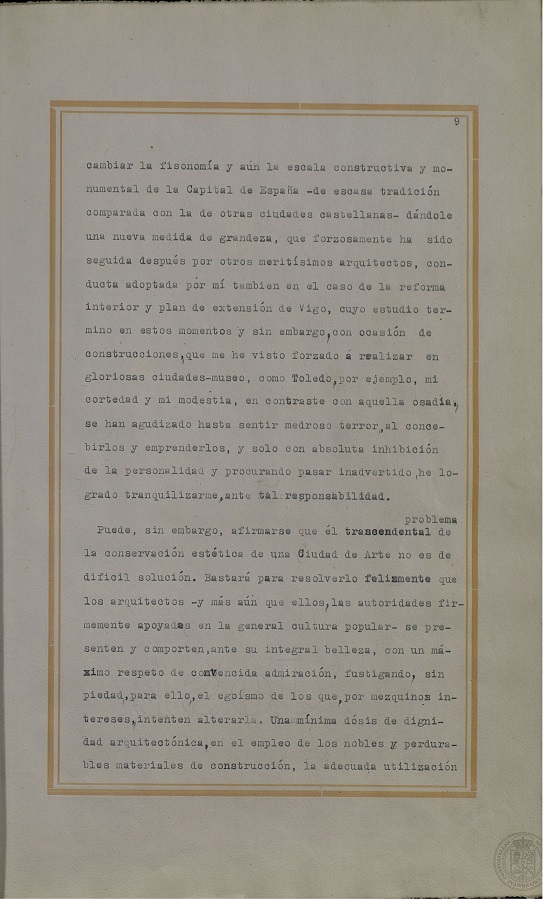 9
cambiar la fisonomía y aún la escala constructiva y mo-
numental de la Capital de España -de escasa tradición
comparada con la de otras ciudades castellanas- dándole
una nueva medida de grandeza, que forzosamente ha sido
seguida después por otros meritísimos arquitectos, con-
ducta adoptada por mí tambien en el caso de la reforma
interior y plan de extensión de Vigo, cuyo estudio ter-
mino en estos momentos y sin embargo, con ocasión de
construcciones, que me he visto forzado á realizar en
gloriosas ciudades-museo, como Toledo, por ejemplo, mi
cortedad y mi modestia, en contraste con aquella osadia,
se han agudizado hasta sentir medroso terror, al conce-
birlos y emprenderlos, y solo con absoluta inhibición
de la personalidad y procurando pasar inadvertido, he lo-
grado tranquilizarme, ante tal responsabilidad.
problema
Puede, sin embargo, afirmarse que él trascendental de
la conservación estética de una Ciudad de Arte no es de
dificil solución. Bastará para resolverlo felizmente que
los arquitectos -y más aún que ellos, las autoridades fir-
memente apoyadas en la general cultura popular- se pre-
senten y comporten, ante su integral belleza, con un má-
ximo respeto de convencida admiración, fustigando, sin
piedad, para ello, el egoísmo de los que, por mezquinos in-
tereses, intenten alterarla. Una mínima dósis de digni-
dad arquitectónica, en el empleo de los nobles y perdura-
bles materiales de construcción, la adecuada utilización